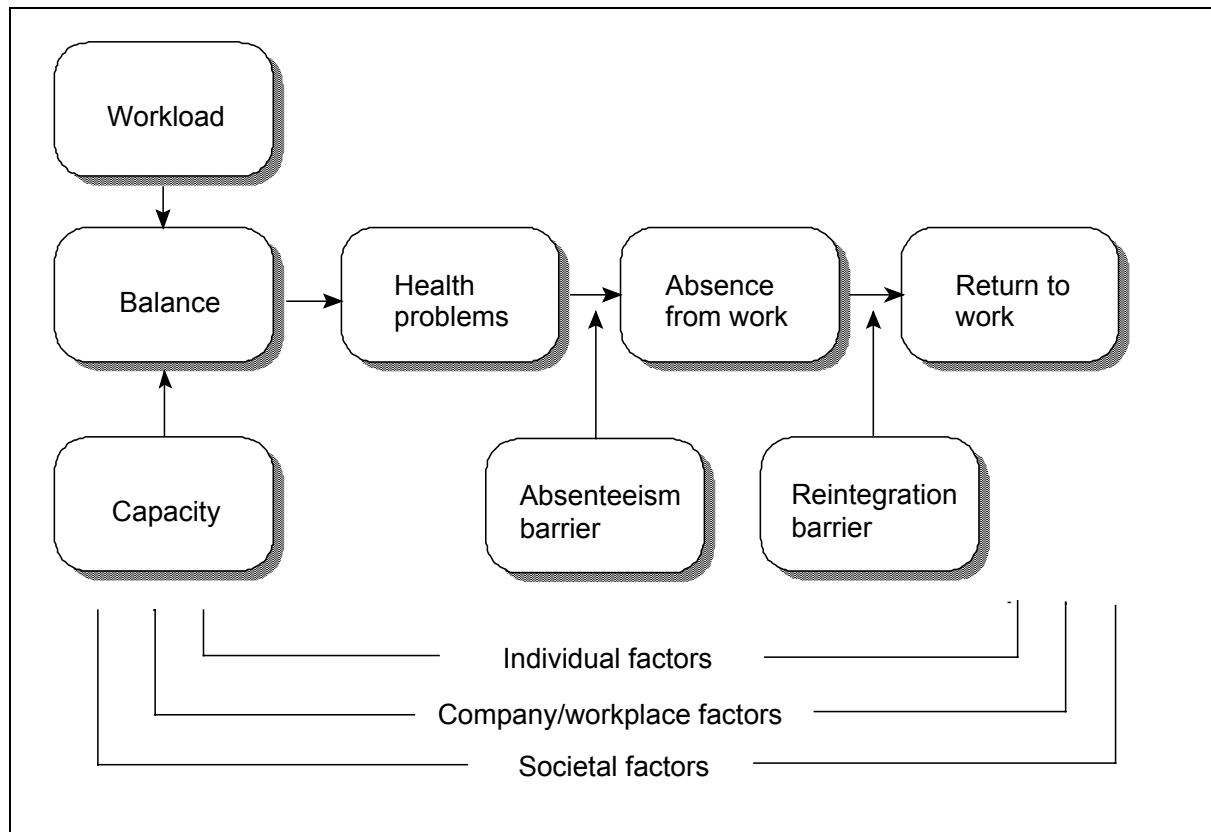 Workload
Balance
Health
problems
Absence
from work
Return to
work
Capacity
Absenteeism
barrier
Reintegration
barrier
Individual factors
Company/workplace factors
Societal factors